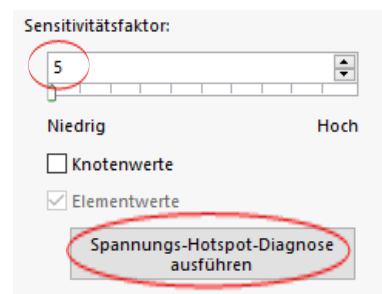 Sensitivitätsfaktor:
5
Niedrig Hoch
Knotenwerte
Elementwerte
Spannungs-Hotspot-Diagnose
ausführen